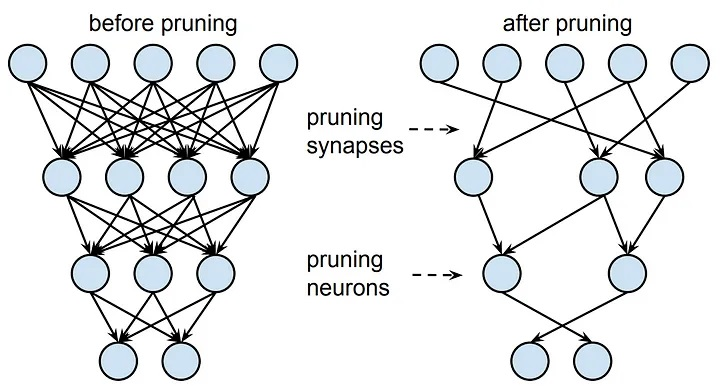 before pruning
after pruning
pruning
synapses
pruning
neurons